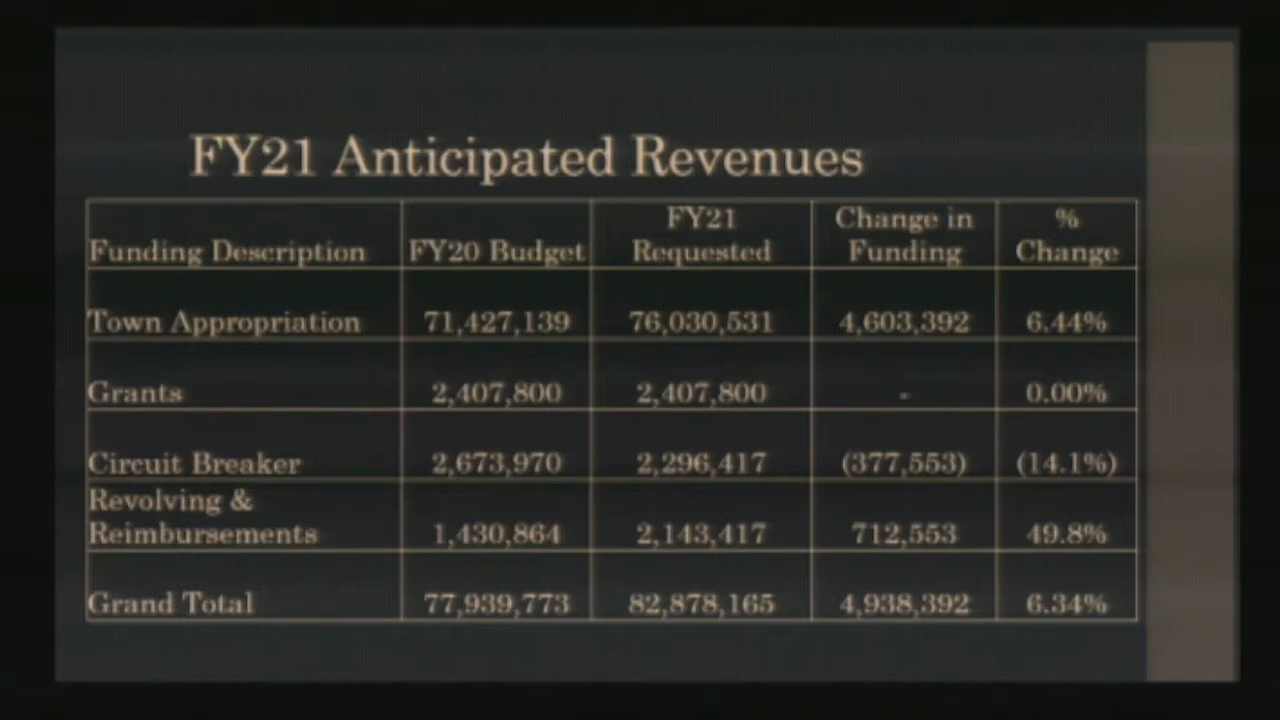 FY21 Anticipated Revenues
Funding Description FY20 Budget FY21 Requested Change in Funding % Change
Town Appropriation 71,427,139 76,030,531 4,603,392 6.44%
Grants 2,407,800 2,407,800 - 0.00%
Circuit Breaker 2,673,970 2,296,417 (377,553) (14.1%)
Revolving &
Reimbursements 1,430,864 2,143,417 712,553 49.8%
Grand Total 77,939,773 82,878,165 4,938,392 6.34%